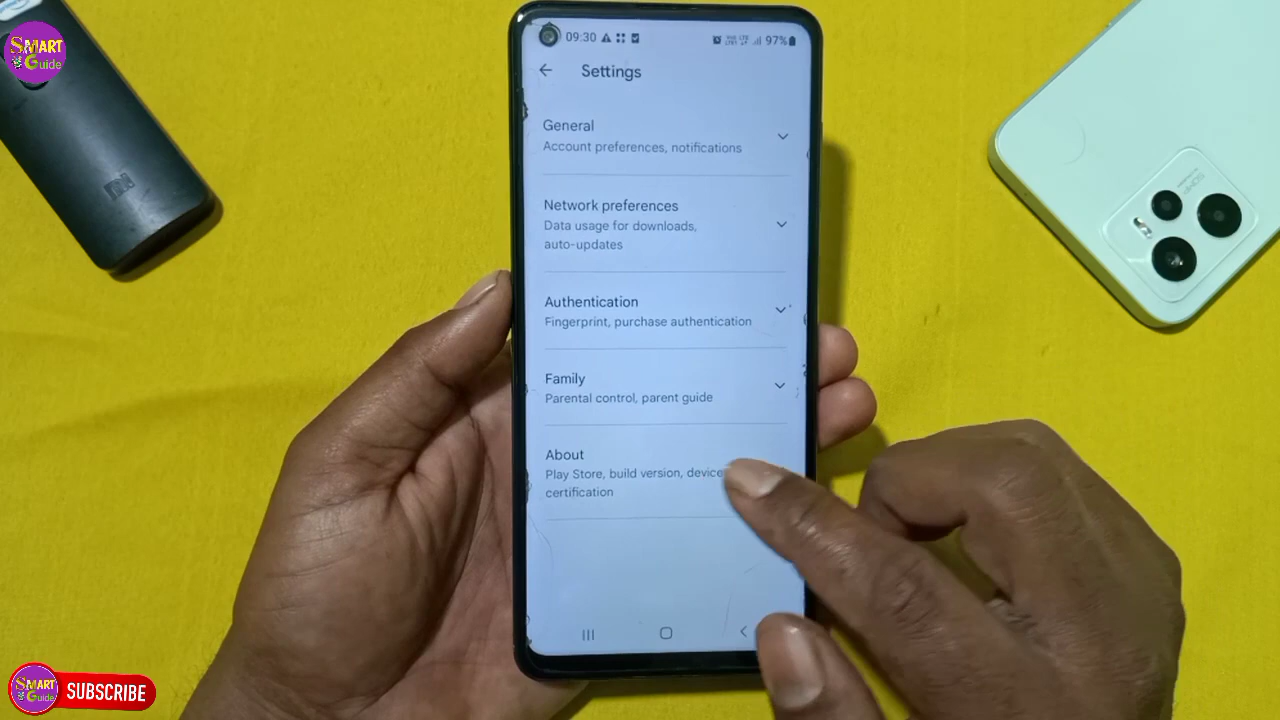 SMART
Guide
09:30
97%
Settings
General
Account preferences, notifications
Network preferences
Data usage for downloads,
auto-updates
Authentication
Fingerprint, purchase authentication
Family
Parental control, parent guide
About
Play Store, build version, device
certification
SMART
Guide
SUBSCRIBE